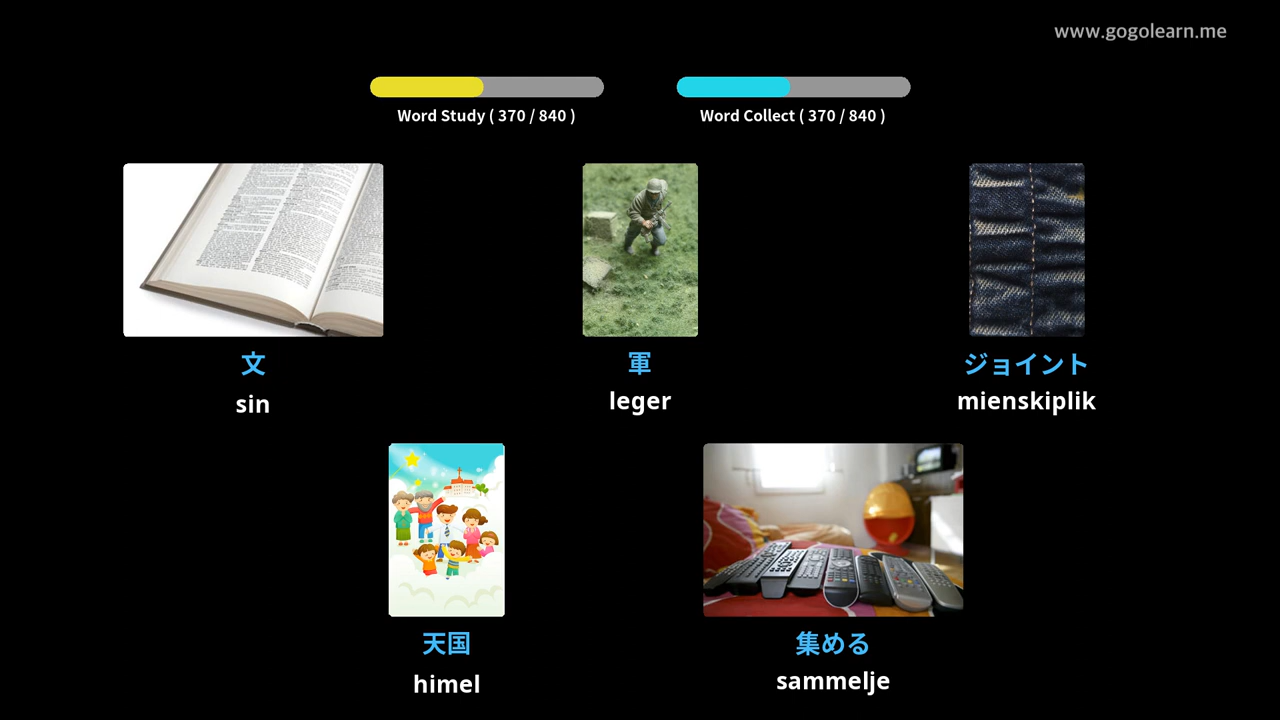 www.gogolearn.me
Word Study ( 370 / 840 )
Word Collect ( 370 / 840 )
文
sin
軍
leger
ジョイント
mienskiplik
天国
himel
集める
sammelje